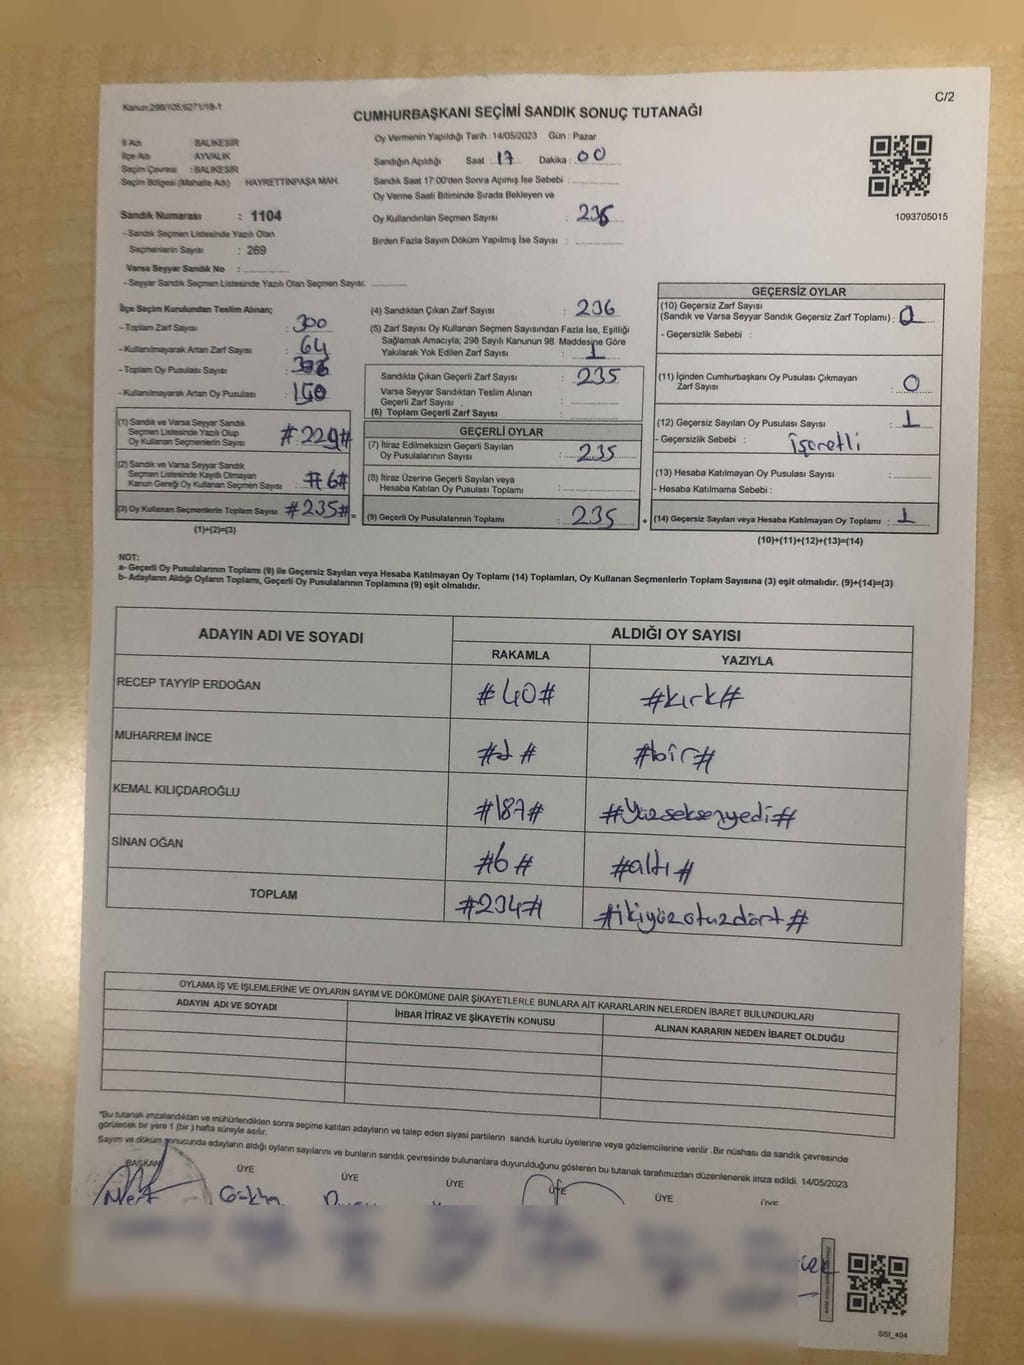 Kanun:298/105;6271/18-1
C/2
CUMHURBAŞKANI SEÇİMİ SANDIK SONUÇ TUTANAĞI
İl Adı : BALIKESİR
İlçe Adı : AYVALIK
Seçim Çevresi : BALIKESİR
Seçim Bölgesi (Mahalle Adı) : HAYRETTİNPAŞA MAH.
Sandık Numarası : 1104
- Sandık Seçmen Listesinde Yazılı Olan
Seçmenlerin Sayısı : 269
Varsa Seyyar Sandık No :
- Seyyar Sandık Seçmen Listesinde Yazılı Olan Seçmen Sayısı:
Oy Vermenin Yapıldığı Tarih : 14/05/2023 Gün : Pazar
Sandığın Açıldığı Saat : 17 Dakika : 00
Sandık Saat 17:00'den Sonra Açımış İse Sebebi :
Oy Verme Saati Bitiminde Sırada Bekleyen ve
Oy Kullandırılan Seçmen Sayısı : 236
Birden Fazla Sayım Döküm Yapılmış İse Sayısı :
1093705015
İlçe Seçim Kurulundan Teslim Alınan;
- Toplam Zarf Sayısı : 300
- Kullanılmayarak Artan Zarf Sayısı : 64
- Toplam Oy Pusulası Sayısı :
- Kullanılmayarak Artan Oy Pusulası :
(1) Sandık ve Varsa Seyyar Sandık
Seçmen Listesinde Yazılı Olup
Oy Kullanan Seçmenlerin Sayısı : #229#
(2) Sandık ve Varsa Seyyar Sandık
Seçmen Listesinde Kayıtlı Olmayan
Kanun Gereği Oy Kullanan Seçmen Sayısı : #6#
(3) Oy Kullanan Seçmenlerin Toplam Sayısı : #235# =
(1)+(2)=(3)
(4) Sandıktan Çıkan Zarf Sayısı : 236
(5) Zarf Sayısı Oy Kullanan Seçmen Sayısından Fazla İse, Eşitliği
Sağlamak Amacıyla; 298 Sayılı Kanunun 98. Maddesine Göre
Yakılarak Yok Edilen Zarf Sayısı : 1
Sandıkta Çıkan Geçerli Zarf Sayısı : 235
Varsa Seyyar Sandıktan Teslim Alınan
Geçerli Zarf Sayısı :
(6) Toplam Geçerli Zarf Sayısı :
GEÇERLİ OYLAR
(7) İtiraz Edilmeksizin Geçerli Sayılan
Oy Pusulalarının Sayısı : 235
(8) İtiraz Üzerine Geçerli Sayılan veya
Hesaba Katılan Oy Pusulası Toplamı :
(9) Geçerli Oy Pusulalarının Toplamı : 235 +
GEÇERSİZ OYLAR
(10) Geçersiz Zarf Sayısı
(Sandık ve Varsa Seyyar Sandık Geçersiz Zarf Toplamı) :
- Geçersizlik Sebebi :
(11) İçinden Cumhurbaşkanı Oy Pusulası Çıkmayan
Zarf Sayısı : 0
(12) Geçersiz Sayılan Oy Pusulası Sayısı : 1
- Geçersizlik Sebebi : işaretli
(13) Hesaba Katılmayan Oy Pusulası Sayısı :
- Hesaba Katılmama Sebebi :
(14) Geçersiz Sayılan veya Hesaba Katılmayan Oy Toplamı : 1
(10)+(11)+(12)+(13)=(14)
NOT:
a- Geçerli Oy Pusulalarının Toplamı (9) ile Geçersiz Sayılan veya Hesaba Katılmayan Oy Toplamı (14) Toplamları, Oy Kullanan Seçmenlerin Toplam Sayısına (3) eşit olmalıdır. (9)+(14)=(3)
b- Adayların Aldığı Oyların Toplamı, Geçerli Oy Pusulalarının Toplamına (9) eşit olmalıdır.
ADAYIN ADI VE SOYADI ALDIĞI OY SAYISI
RAKAMLA YAZIYLA
RECEP TAYYİP ERDOĞAN #40# #kırk#
MUHARREM İNCE #1# #bir#
KEMAL KILIÇDAROĞLU #187# #Yüzseksenyedi#
SİNAN OĞAN #6# #altı#
TOPLAM #234# #ikiyüzotuzdört#
OYLAMA İŞ VE İŞLEMLERİNE VE OYLARIN SAYIM VE DÖKÜMÜNE DAİR ŞİKAYETLERLE BUNLARA AİT KARARLARIN NELERDEN İBARET BULUNDUKLARI
ADAYIN ADI VE SOYADI İHBAR İTİRAZ VE ŞİKAYETİN KONUSU ALINAN KARARIN NEDEN İBARET OLDUĞU
*Bu tutanak imzalandıktan ve mühürlendikten sonra seçime katılan adayların ve talep eden siyasi partilerin sandık kurulu üyelerine veya gözlemcilerine verilir .Bir nüshası da sandık çevresinde
görülecek bir yere 1 (bir ) hafta süreyle asılır.
Sayım ve döküm sonucunda adayların aldığı oyların sayılarını ve bunların sandık çevresinde bulunanlara duyurulduğunu gösteren bu tutanak tarafımızdan düzenlenerek imza edildi. 14/05/2023
BAŞKAN ÜYE ÜYE ÜYE ÜYE ÜYE ÜYE
Mert
SSI_404